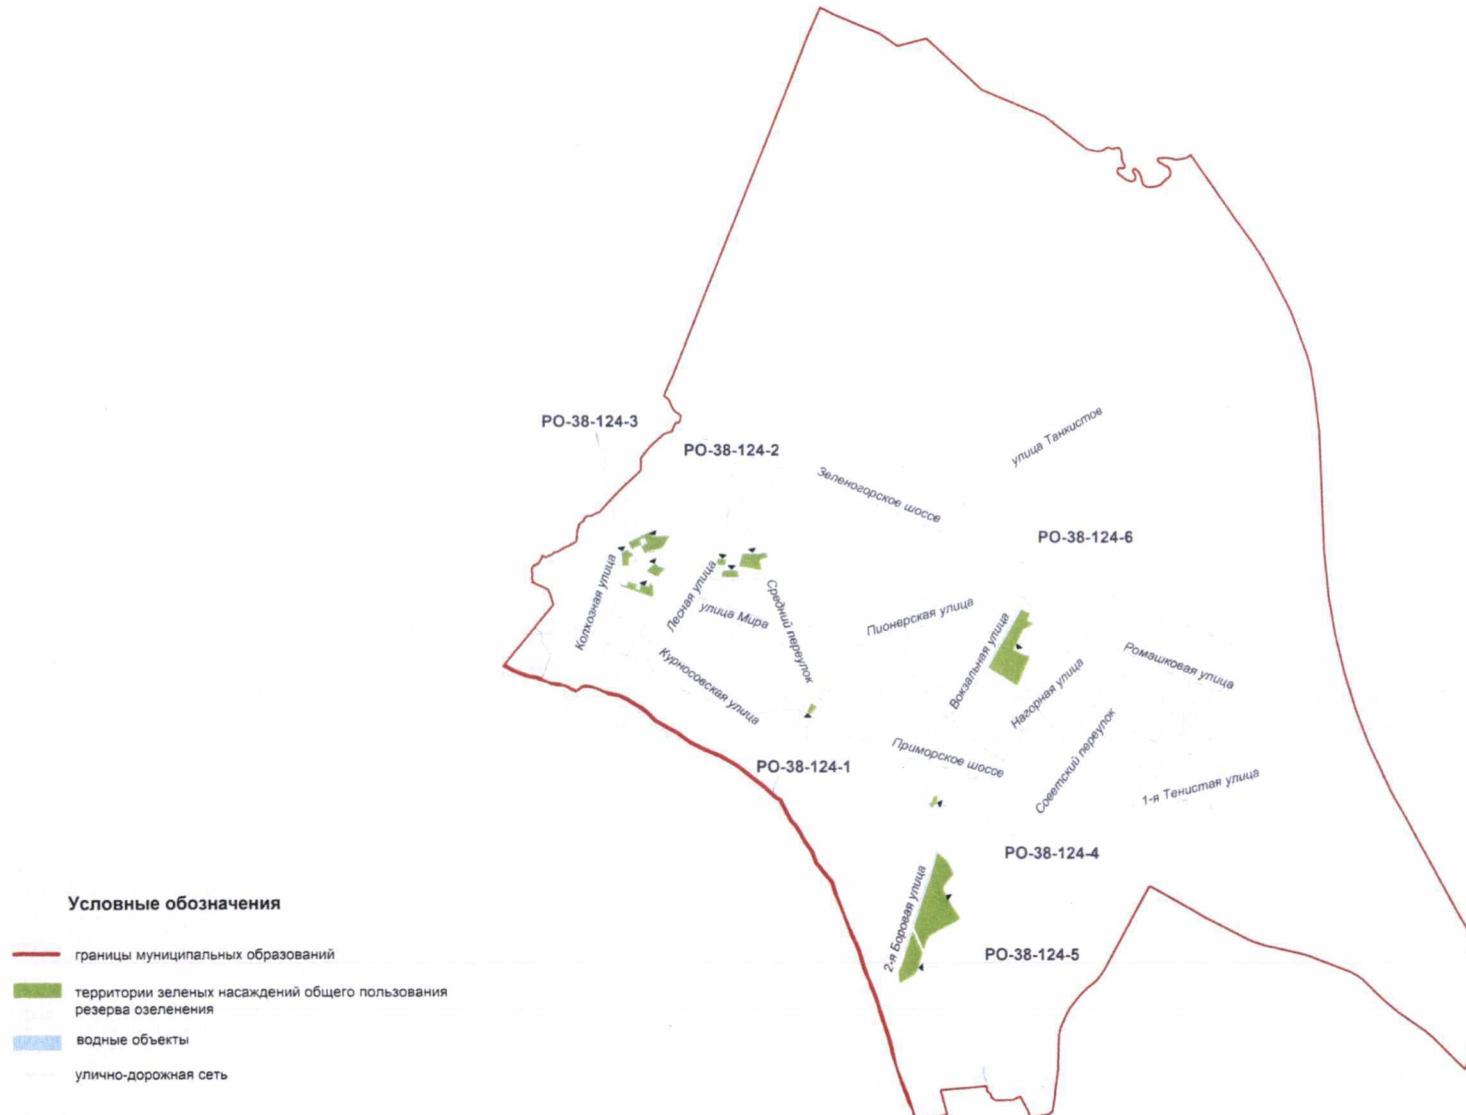 РО-38-124-3
РО-38-124-2
улица Танкистов
Зеленогорское шоссе
РО-38-124-6
Колхозная улица
Лесная улица
улица Мира
Средний переулок
Пионерская улица
Вокзальная улица
Ромашковая улица
Курносовская улица
Нагорная улица
Приморское шоссе
РО-38-124-1
Советский переулок
1-я Тенистая улица
РО-38-124-4
2-я Боровая улица
РО-38-124-5
Условные обозначения
границы муниципальных образований
территории зеленых насаждений общего пользования
резерва озеленения
водные объекты
улично-дорожная сеть